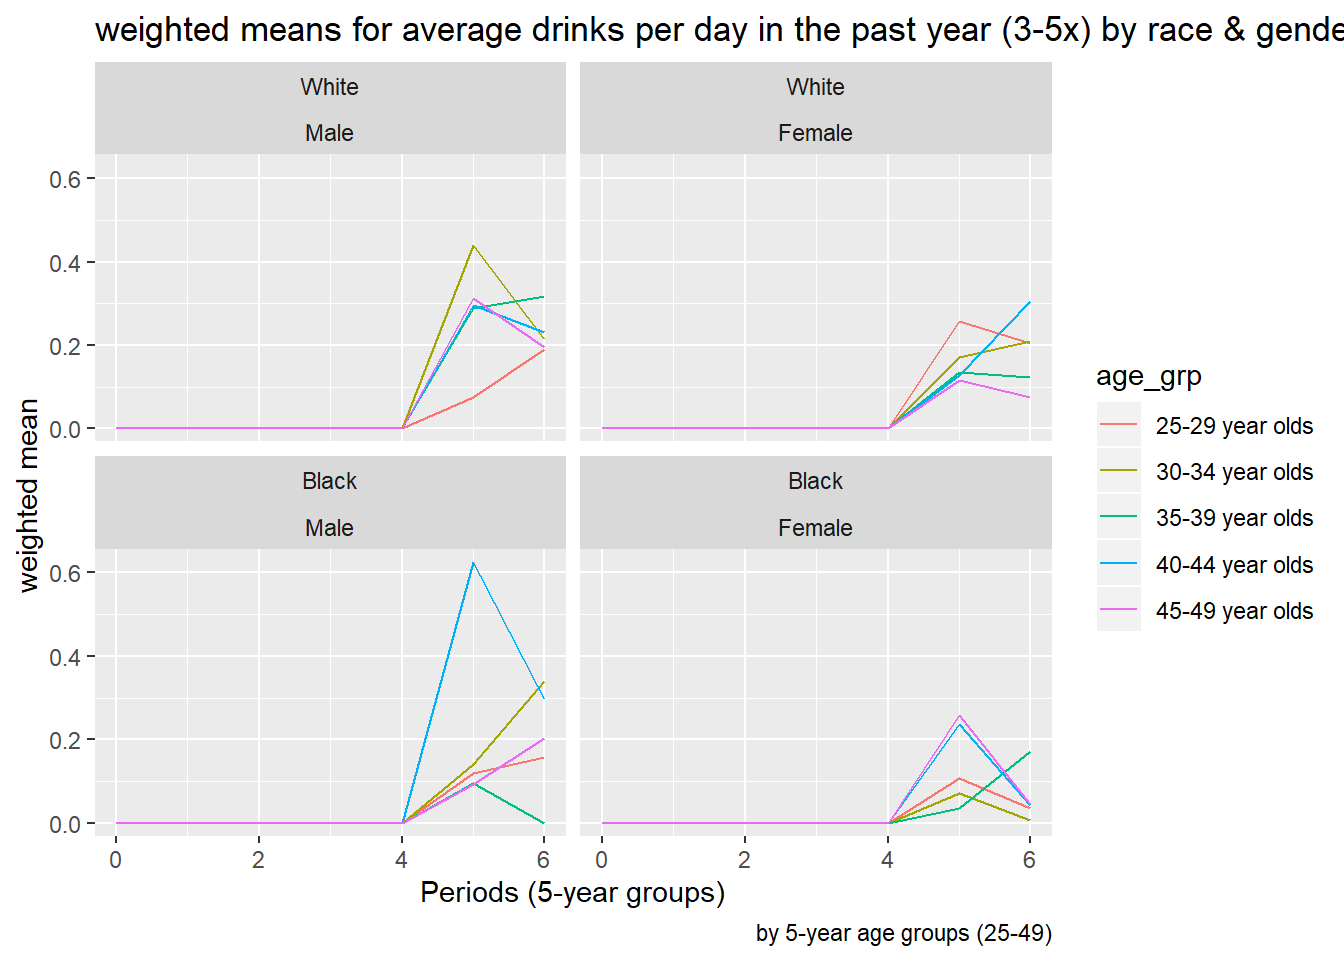 weighted means for average drinks per day in the past year (3-5x) by race & gende
White
Male
White
Female
0.6
0.4
0.2
0.0
Black
Male
Black
Female
0.6
0.4
0.2
0.0
0 2 4 6
0 2 4 6
weighted mean
Periods (5-year groups)
by 5-year age groups (25-49)
age_grp
25-29 year olds
30-34 year olds
35-39 year olds
40-44 year olds
45-49 year olds